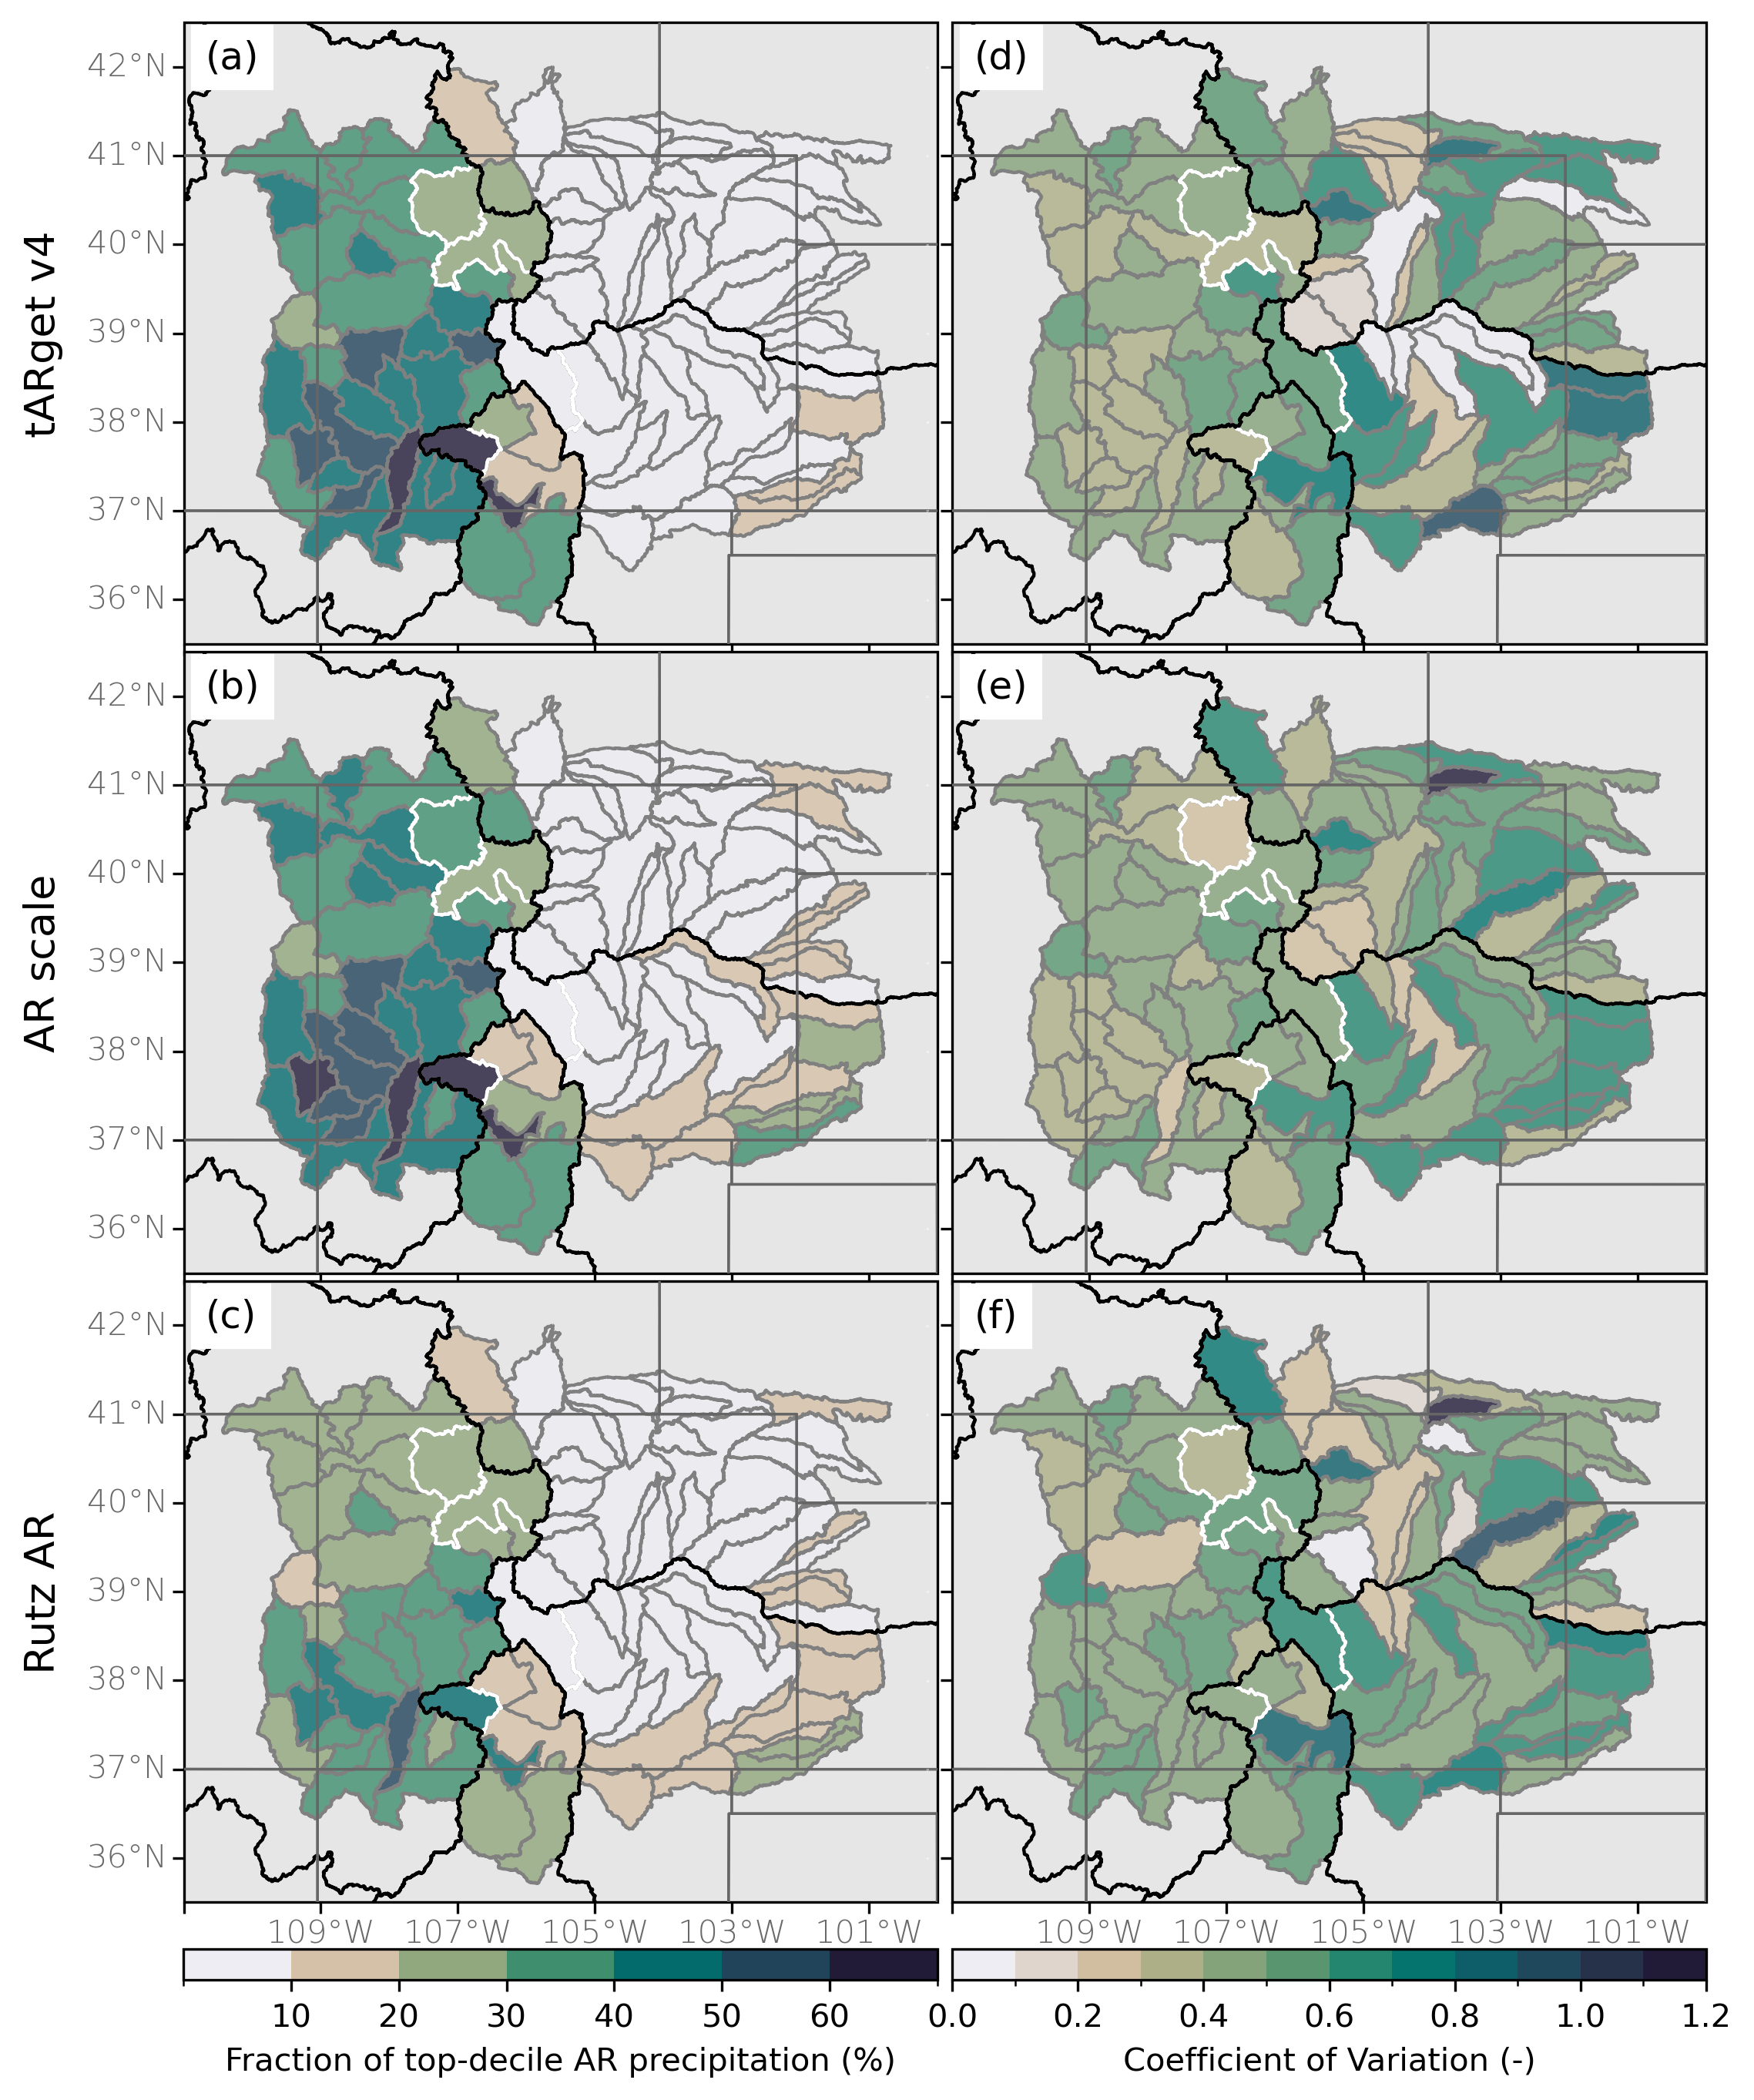 (a)
(d)
42°N
41°N
40°N
39°N
38°N
37°N
36°N
tARget v4
(b)
(e)
42°N
41°N
40°N
39°N
38°N
37°N
36°N
AR scale
(c)
(f)
42°N
41°N
40°N
39°N
38°N
37°N
36°N
Rutz AR
109°W 107°W 105°W 103°W 101°W
109°W 107°W 105°W 103°W 101°W
10 20 30 40 50 60 0
0.0 0.2 0.4 0.6 0.8 1.0 1.2
Fraction of top-decile AR precipitation (%)
Coefficient of Variation (-)